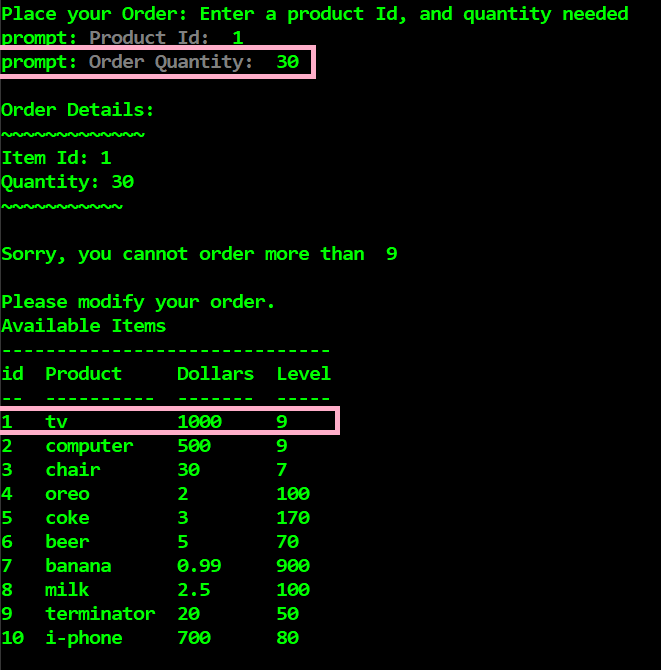 Place your Order: Enter a product Id, and quantity needed
prompt: Product Id:  1
prompt: Order Quantity:  30
Order Details:
~~~~~~~~~~~~~
Item Id: 1
Quantity: 30
~~~~~~~~~~~
Sorry, you cannot order more than  9
Please modify your order.
Available Items
------------------------------
id  Product     Dollars  Level
--  ----------  -------  -----
1   tv          1000     9
2   computer    500      9
3   chair       30       7
4   oreo        2        100
5   coke        3        170
6   beer        5        70
7   banana      0.99     900
8   milk        2.5      100
9   terminator  20       50
10  i-phone     700      80